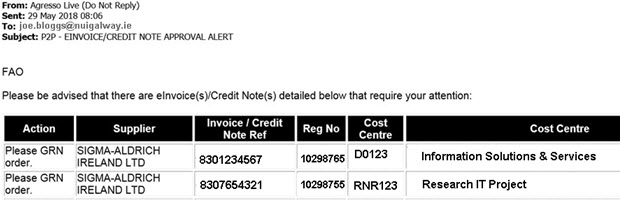 From: Agresso Live (Do Not Reply)
Sent: 29 May 2018 08:06
To: joe.bloggs@nuigalway.ie
Subject: P2P - EINVOICE/CREDIT NOTE APPROVAL ALERT
FAO
Please be advised that there are eInvoice(s)/Credit Note(s) detailed below that require your attention:
Action Supplier Invoice / Credit Note Ref Reg No Cost Centre Cost Centre
Please GRN order. SIGMA-ALDRICH IRELAND LTD 8301234567 10298765 D0123 Information Solutions & Services
Please GRN order. SIGMA-ALDRICH IRELAND LTD 8307654321 10298755 RNR123 Research IT Project